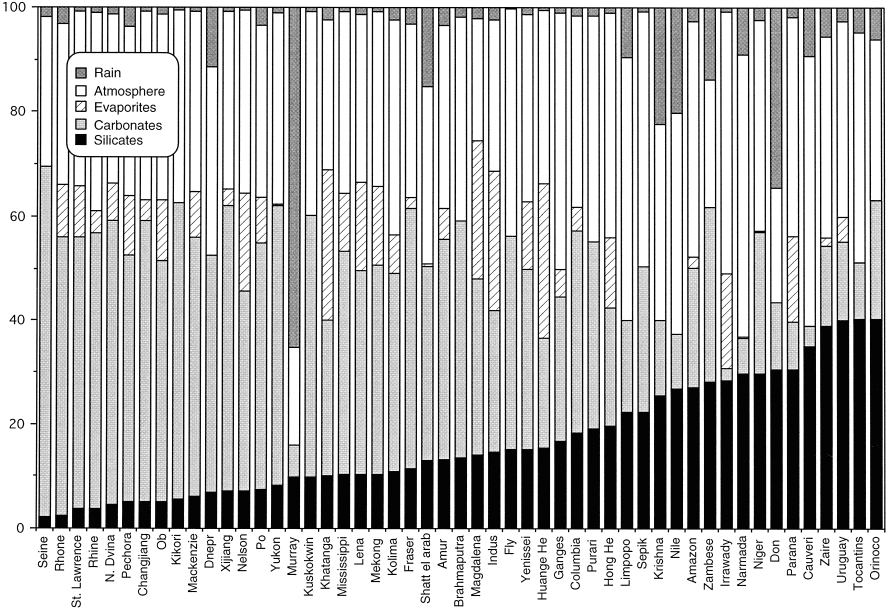 100
80
60
40
20
0
Rain
Atmosphere
Evaporites
Carbonates
Silicates
Seine
Rhone
St. Lawrence
Rhine
N. Dvina
Pechora
Changjiang
Ob
Kikori
Mackenzie
Dnepr
Xijiang
Nelson
Po
Yukon
Murray
Kuskokwin
Khatanga
Mississippi
Lena
Mekong
Kolima
Fraser
Shatt el arab
Amur
Brahmaputra
Magdalena
Indus
Fly
Yenissei
Huange He
Ganges
Columbia
Purari
Hong He
Limpopo
Sepik
Krishna
Nile
Amazon
Zambese
Irrawady
Narmada
Niger
Don
Parana
Cauveri
Zaire
Uruguay
Tocantins
Orinoco